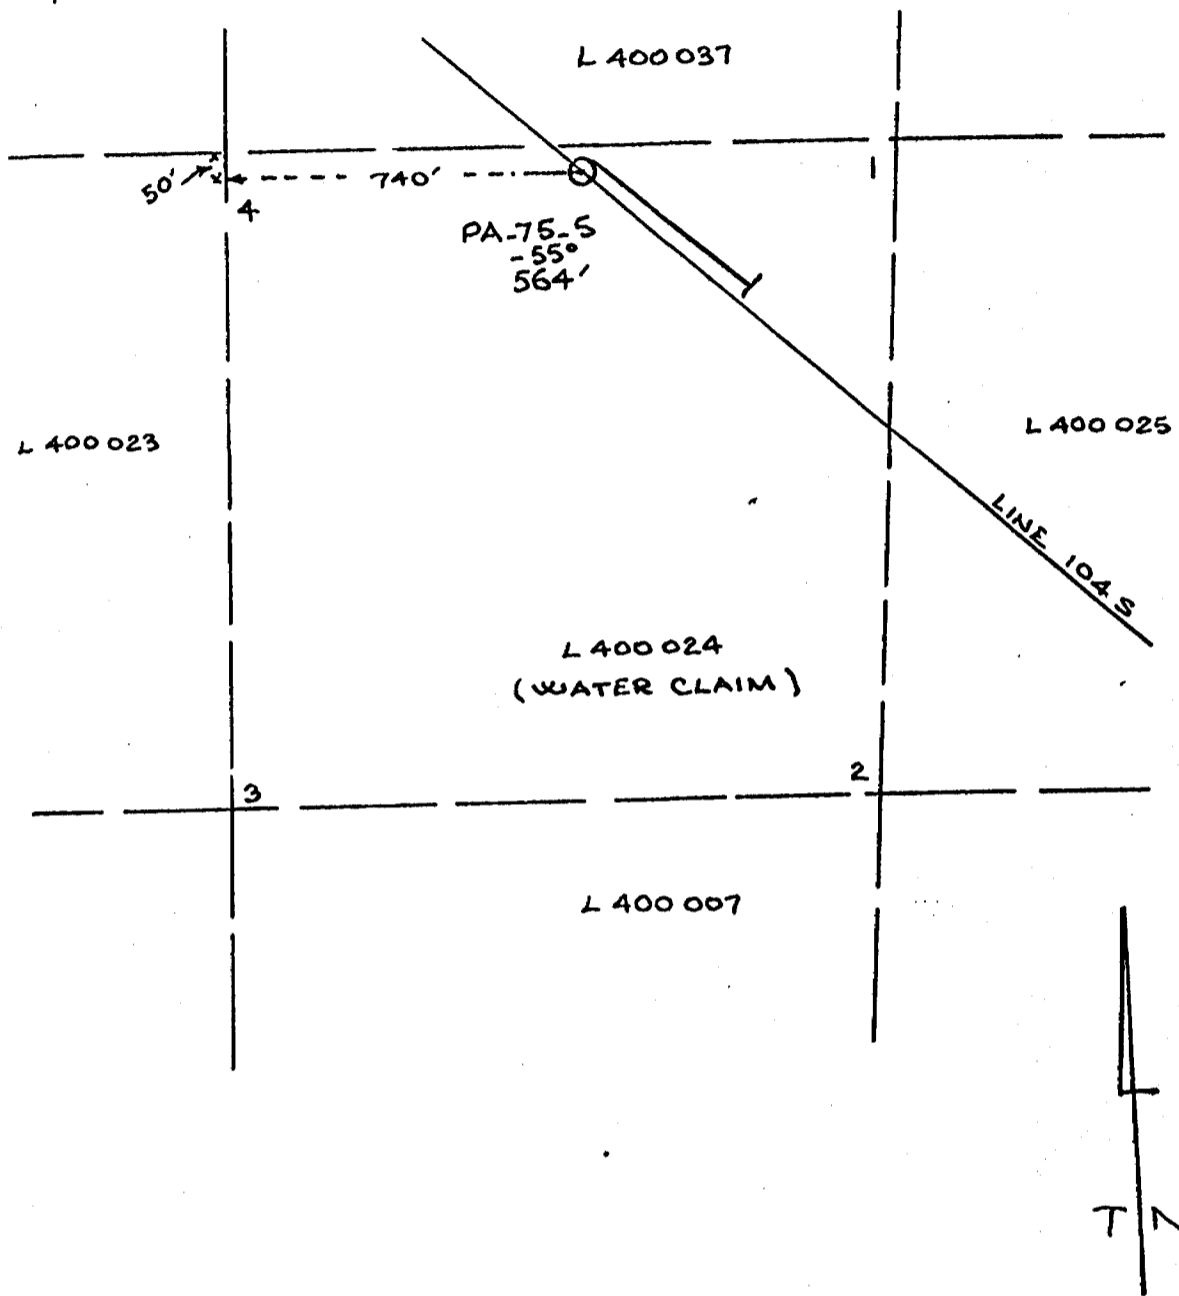 L 400 037
50'
740'
1
4
PA-75-5
-55°
564'
L 400 023
L 400 025
LINE 104 S
L 400 024
(WATER CLAIM)
3
2
L 400 007
T N